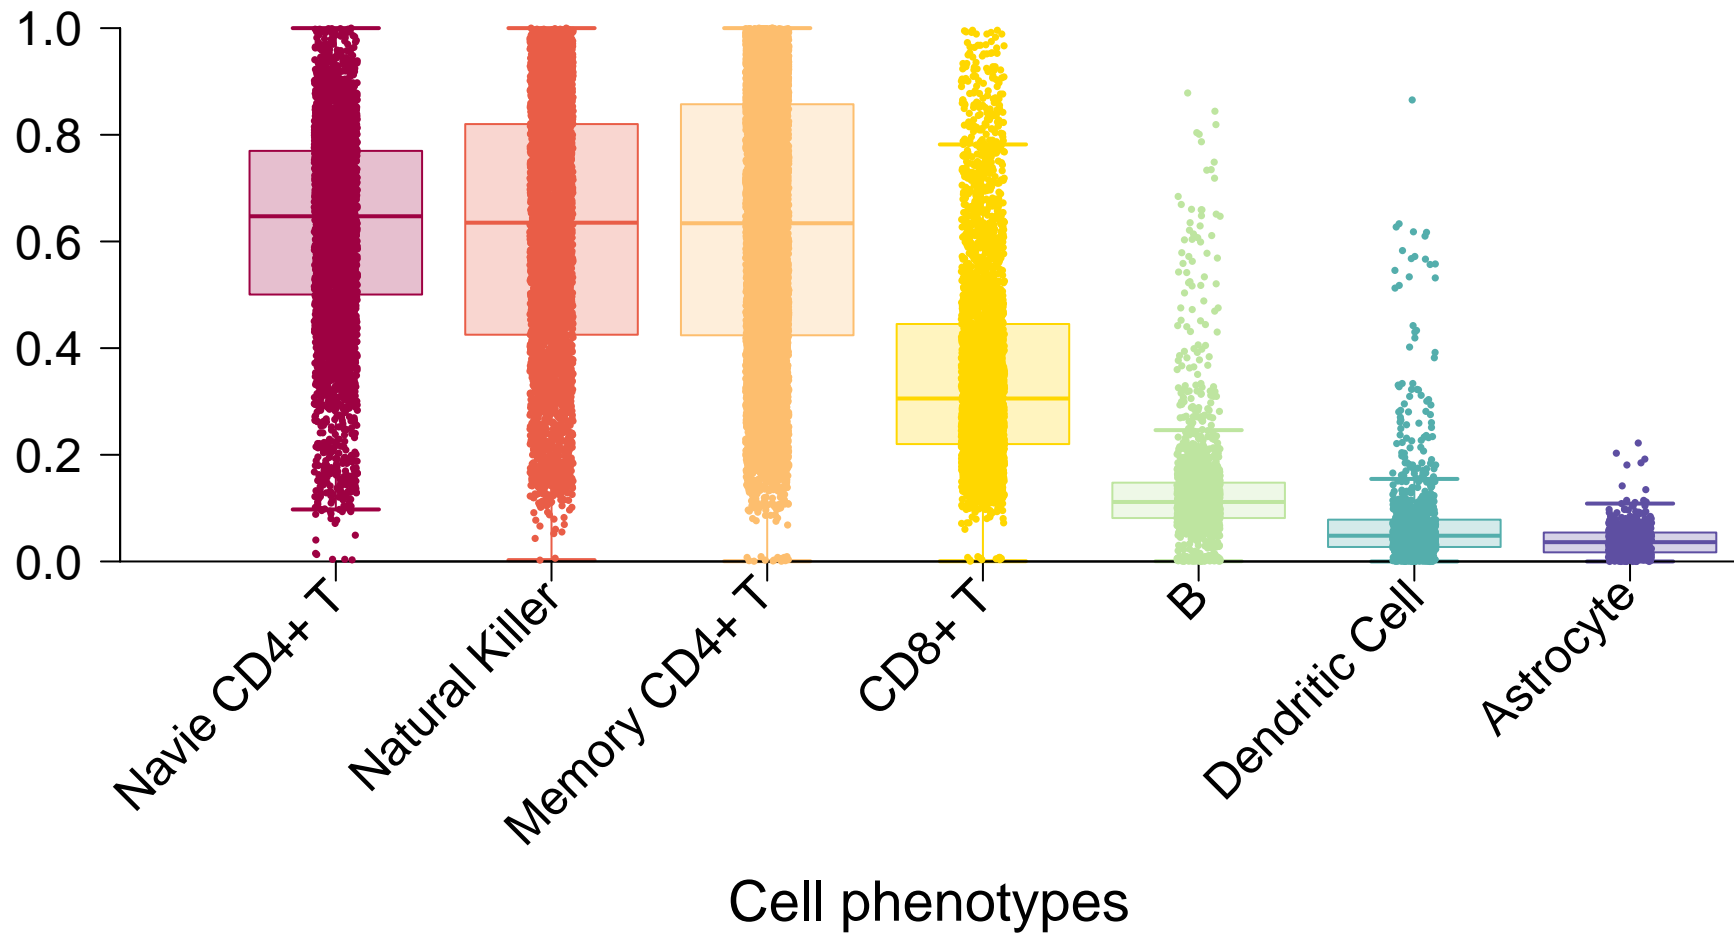 1.0
0.8
0.6
0.4
0.2
0.0
Navie CD4+ T
Natural Killer
Memory CD4+ T
CD8+ T
B
Dendritic Cell
Astrocyte
Cell phenotypes